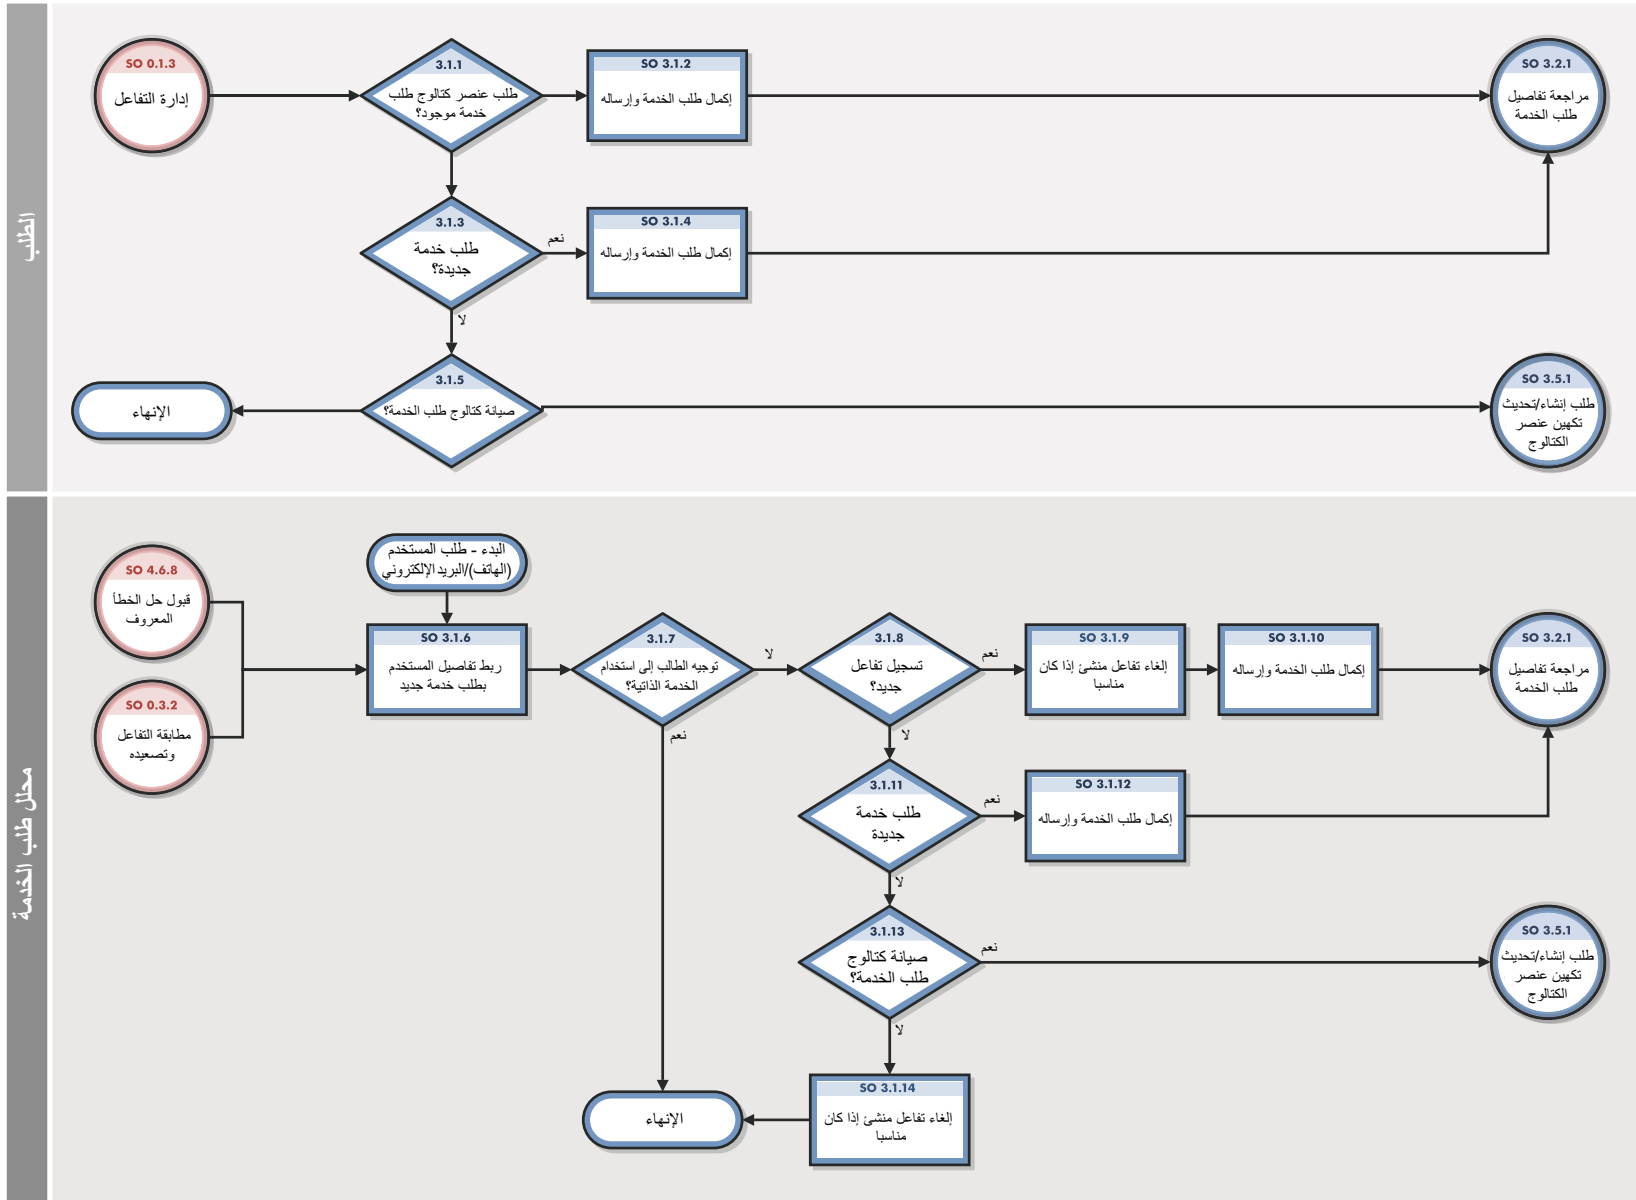 الطلب
SO 0.1.3
إدارة التفاعل
3.1.1
طلب عنصر كتالوج طلب
خدمة موجود؟
SO 3.1.2
إكمال طلب الخدمة وإرساله
SO 3.2.1
مراجعة تفاصيل
طلب الخدمة
3.1.3
طلب خدمة
جديدة؟
نعم
SO 3.1.4
إكمال طلب الخدمة وإرساله
لا
3.1.5
صيانة كتالوج طلب الخدمة؟
الإنهاء
SO 3.5.1
طلب إنشاء/تحديث
تكهين عنصر
الكتالوج
محلل طلب الخدمة
SO 4.6.8
قبول حل الخطأ
المعروف
SO 0.3.2
مطابقة التفاعل
وتصعيده
البدء - طلب المستخدم
(الهاتف)/البريد الإلكتروني
SO 3.1.6
ربط تفاصيل المستخدم
بطلب خدمة جديد
3.1.7
توجيه الطالب إلى استخدام
الخدمة الذاتية؟
لا
نعم
3.1.8
تسجيل تفاعل
جديد؟
نعم
لا
SO 3.1.9
إلغاء تفاعل منشئ إذا كان
مناسبا
SO 3.1.10
إكمال طلب الخدمة وإرساله
SO 3.2.1
مراجعة تفاصيل
طلب الخدمة
3.1.11
طلب خدمة
جديدة
نعم
لا
SO 3.1.12
إكمال طلب الخدمة وإرساله
3.1.13
صيانة كتالوج
طلب الخدمة؟
نعم
لا
SO 3.5.1
طلب إنشاء/تحديث
تكهين عنصر
الكتالوج
SO 3.1.14
إلغاء تفاعل منشئ إذا كان
مناسبا
الإنهاء